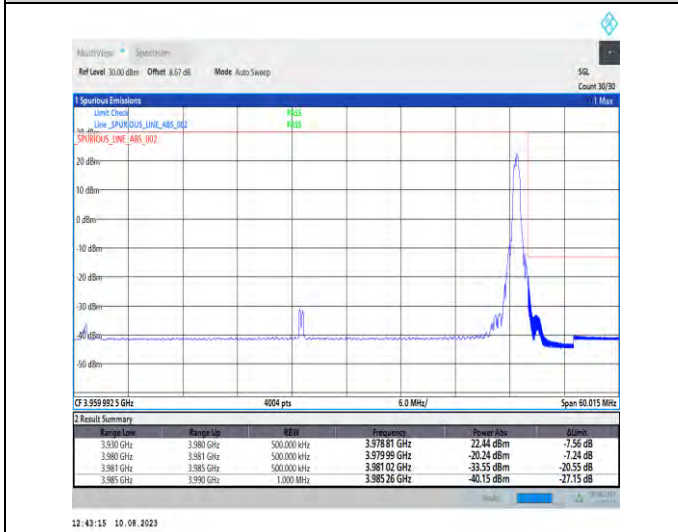 MultiView Spectrum
Ref Level 30.00 dBm Offset 8.67 dB Mode Auto Sweep SGL
Count 30/30
1 Spurious Emissions 1 Max
Limit Check PASS
Line _SPURIOUS_LINE_ABS_002 PASS
_SPURIOUS_LINE_ABS_002
20 dBm
10 dBm
0 dBm
-10 dBm
-20 dBm
-30 dBm
-40 dBm
-50 dBm
CF 3.959 992 5 GHz 4004 pts 6.0 MHz/ Span 60.015 MHz
2 Result Summary
Range Low Range Up RBW Frequency Power Abs ΔLimit
3.930 GHz 3.980 GHz 500.000 kHz 3.978 81 GHz 22.44 dBm -7.56 dB
3.980 GHz 3.981 GHz 500.000 kHz 3.979 99 GHz -20.24 dBm -7.24 dB
3.981 GHz 3.985 GHz 500.000 kHz 3.981 02 GHz -33.55 dBm -20.55 dB
3.985 GHz 3.990 GHz 1.000 MHz 3.985 26 GHz -40.15 dBm -27.15 dB
12:43:15 10.08.2023